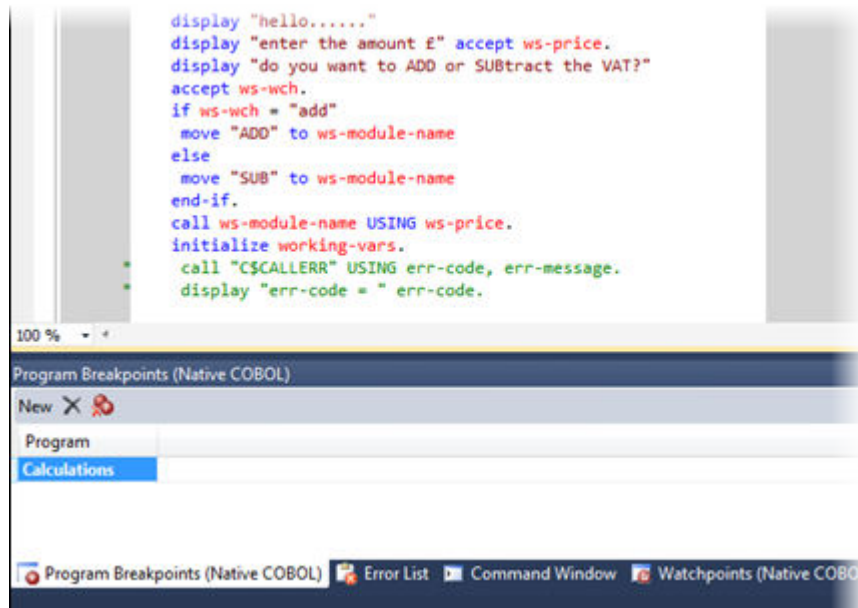 display "hello......"
display "enter the amount £" accept ws-price.
display "do you want to ADD or SUBtract the VAT?"
accept ws-wch.
if ws-wch = "add"
move "ADD" to ws-module-name
else
move "SUB" to ws-module-name
end-if.
call ws-module-name USING ws-price.
initialize working-vars.
* call "C$CALLERR" USING err-code, err-message.
* display "err-code = " err-code.
100 %
Program Breakpoints (Native COBOL)
New
Program
Calculations
Program Breakpoints (Native COBOL) Error List Command Window Watchpoints (Native COBO